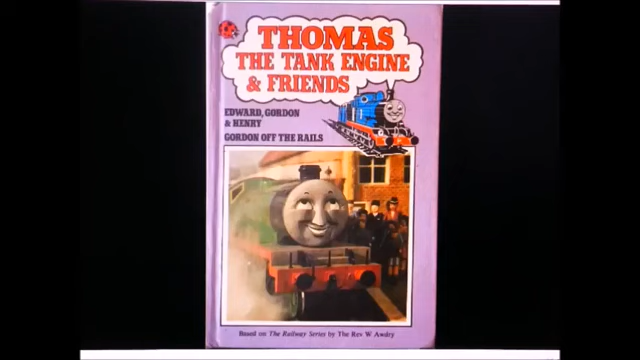 THOMAS
THE TANK ENGINE
& FRIENDS
EDWARD, GORDON
& HENRY
GORDON OFF THE RAILS
Based on The Railway Series by The Rev W Awdry